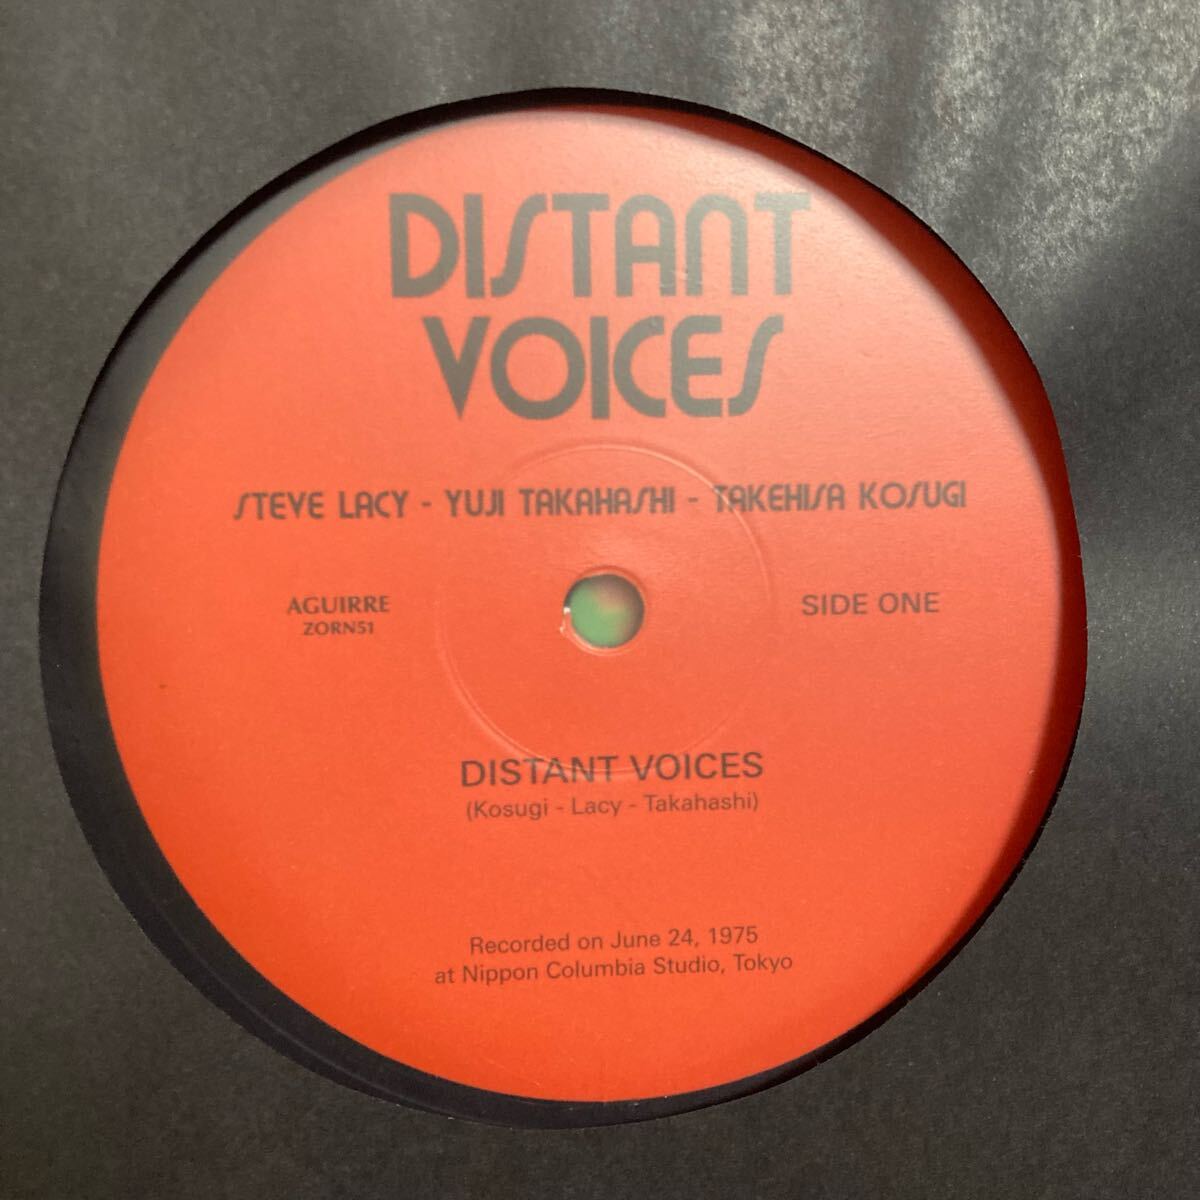 DISTANT
VOICES
STEVE LACY - YUJI TAKAHASHI - TAKEHISA KOSUGI
AGUIRRE
ZORN51
SIDE ONE
DISTANT VOICES
(Kosugi - Lacy - Takahashi)
Recorded on June 24, 1975
at Nippon Columbia Studio, Tokyo